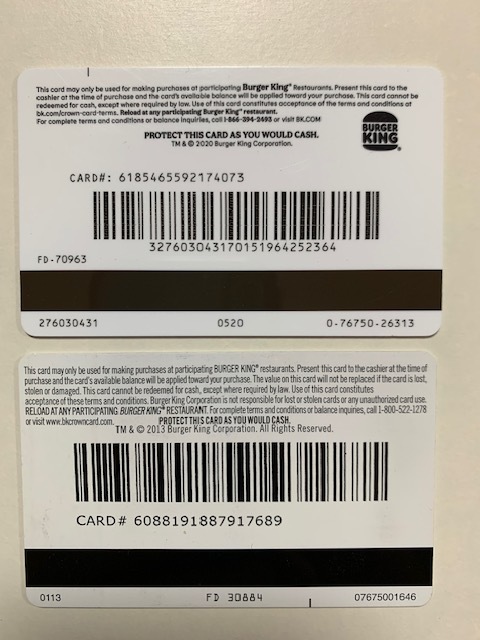 This card may only be used for making purchases at participating Burger King® Restaurants. Present this card to the
cashier at the time of purchase and the card's available balance will be applied toward your purchase. This card cannot be
redeemed for cash, except where required by law. Use of this card constitutes acceptance of the terms and conditions at
bk.com/crown-card-terms. Reload at any participating Burger King® restaurant.
For complete terms and conditions or balance inquiries, call 1-866-394-2493 or visit BK.COM
PROTECT THIS CARD AS YOU WOULD CASH.
TM & © 2020 Burger King Corporation.
BURGER
KING
CARD#: 6185465592174073
327603043170151964252364
FD-70963
276030431 0520 0-76750-26313
This card may only be used for making purchases at participating BURGER KING® restaurants. Present this card to the cashier at the time of
purchase and the card's available balance will be applied toward your purchase. The value on this card will not be replaced if the card is lost,
stolen or damaged. This card cannot be redeemed for cash, except where required by law. Use of this card constitutes
acceptance of these terms and conditions. Burger King Corporation is not responsible for lost or stolen cards or any unauthorized card use.
RELOAD AT ANY PARTICIPATING BURGER KING® RESTAURANT. For complete terms and conditions or balance inquiries, call 1-800-522-1278
or visit www.bkcrowncard.com. PROTECT THIS CARD AS YOU WOULD CASH.
TM & © 2013 Burger King Corporation. All Rights Reserved.
CARD# 6088191887917689
0113 FD 30884 07675001646